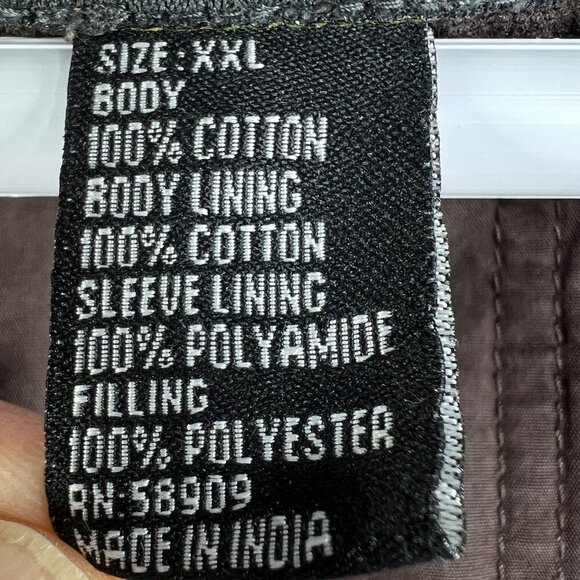 SIZE: XXL
BODY
100% COTTON
BODY LINING
100% COTTON
SLEEVE LINING
100% POLYAMIDE
FILLING
100% POLYESTER
RN:58909
MADE IN INDIA